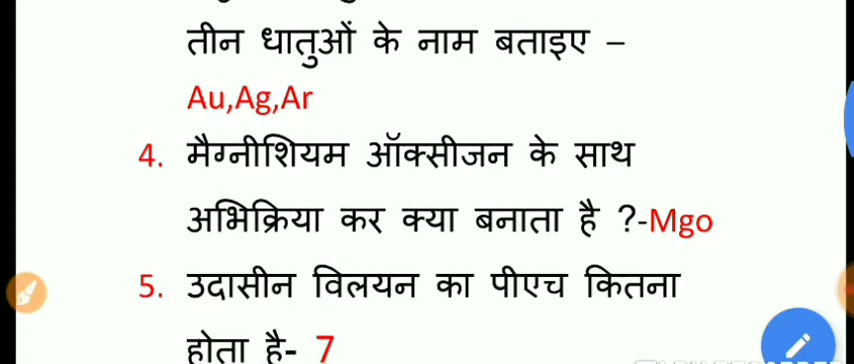 तीन धातुओं के नाम बताइए –
Au,Ag,Ar
4. मैग्नीशियम ऑक्सीजन के साथ
अभिक्रिया कर क्या बनाता है ?-Mgo
5. उदासीन विलयन का पीएच कितना
होता है- 7